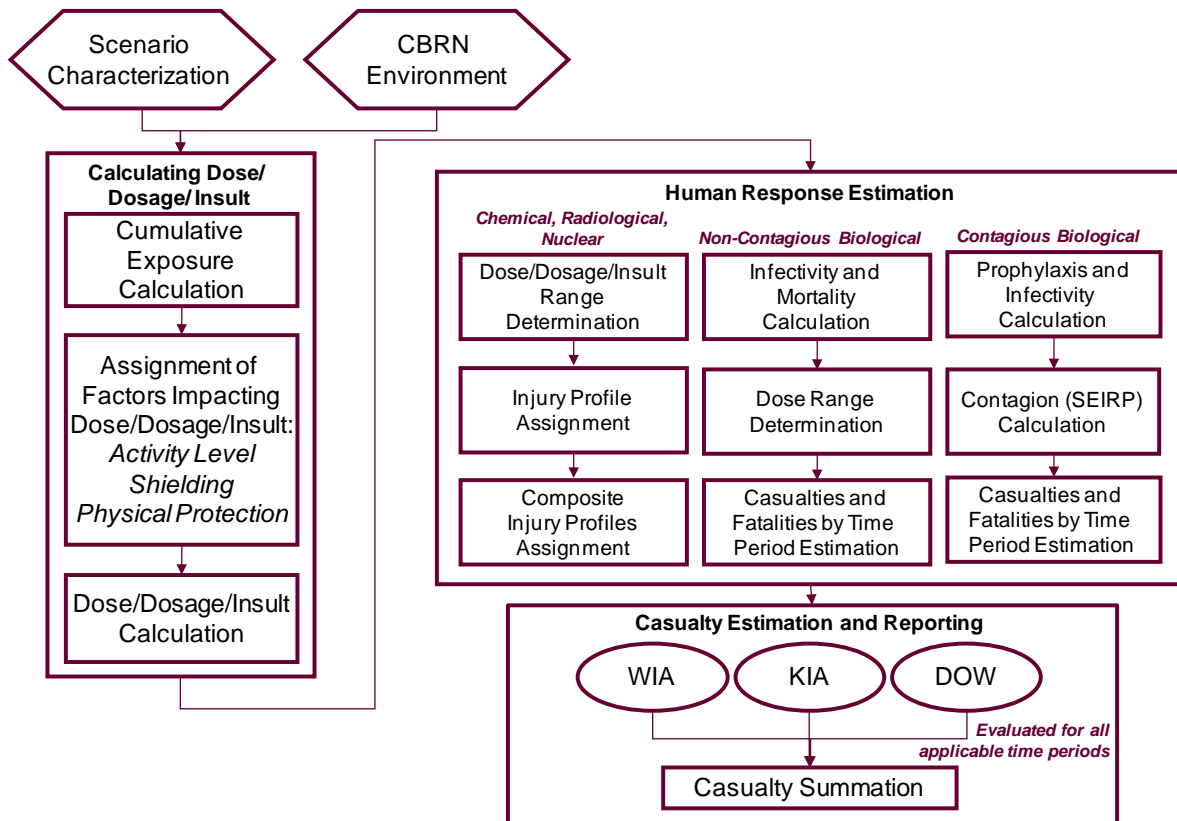 Scenario
Characterization
CBRN
Environment
Calculating Dose/
Dosage/ Insult
Cumulative
Exposure
Calculation
Assignment of
Factors Impacting
Dose/Dosage/Insult:
Activity Level
Shielding
Physical Protection
Dose/Dosage/Insult
Calculation
Human Response Estimation
Chemical, Radiological,
Nuclear
Dose/Dosage/Insult
Range
Determination
Injury Profile
Assignment
Composite
Injury Profiles
Assignment
Non-Contagious Biological
Infectivity and
Mortality
Calculation
Dose Range
Determination
Casualties and
Fatalities by Time
Period Estimation
Contagious Biological
Prophylaxis and
Infectivity
Calculation
Contagion (SEIRP)
Calculation
Casualties and
Fatalities by Time
Period Estimation
Casualty Estimation and Reporting
WIA
KIA
DOW
Evaluated for all
applicable time periods
Casualty Summation